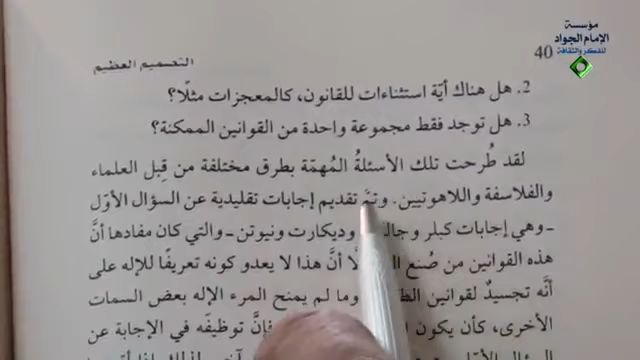 مؤسسة
الإمام الجواد
للفكر والثقافة
40
التصميم العظيم
2. هل هناك أيّة استثناءات للقانون، كالمعجزات مثلًا؟
3. هل توجد فقط مجموعة واحدة من القوانين الممكنة؟
لقد طُرحت تلك الأسئلةُ المُهمّة بطرق مختلفة من قِبل العلماء
والفلاسفة واللاهوتيين. وتمَّ تقديم إجابات تقليدية عن السؤال الأوّل
ـ وهي إجابات كبلر وديكارت ونيوتن ـ والتي كان مفادها أنَّ
هذه القوانين من صُنع أنَّ هذا لا يعدو كونه تعريفًا للإله على
أنَّه تجسيدٌ لقوانين وما لم يمنح المرء الإله بعض السمات
الأخرى، كأن يكون فإنَّ توظيفَه في الإجابة عن